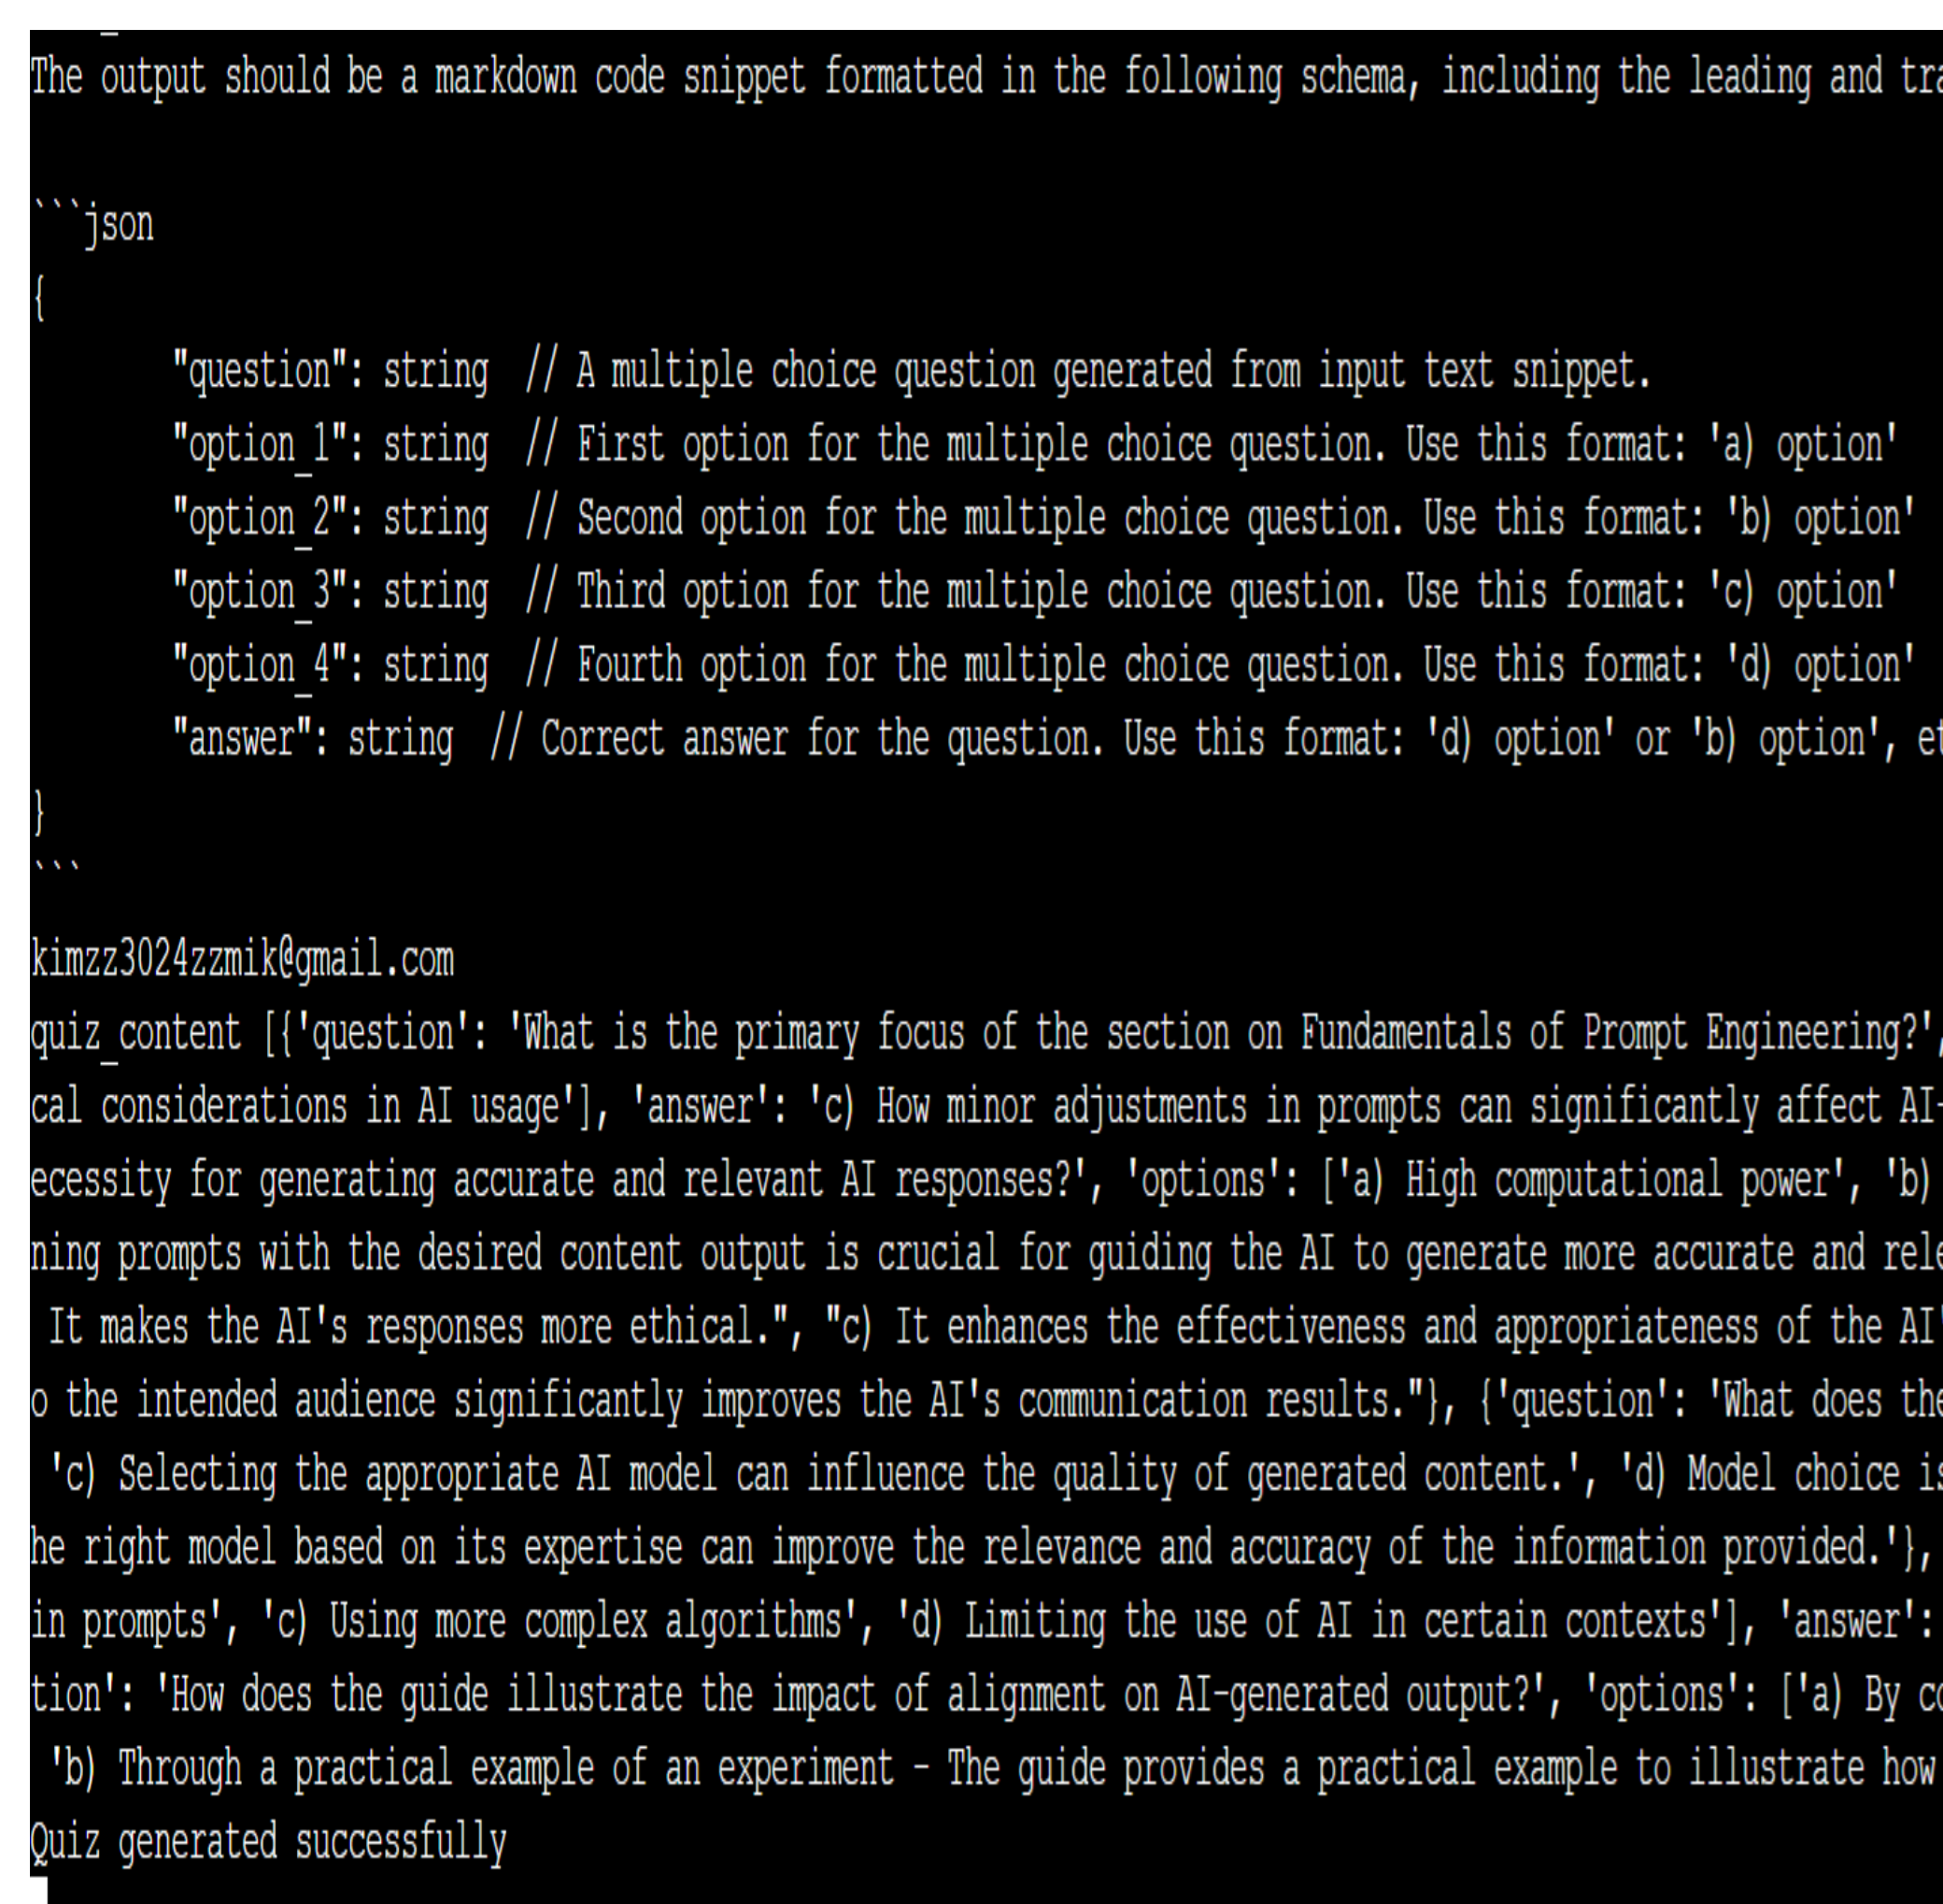 The output should be a markdown code snippet formatted in the following schema, including the leading and
```json
{
"question": string // A multiple choice question generated from input text snippet.
"option_1": string // First option for the multiple choice question. Use this format: 'a) option'
"option_2": string // Second option for the multiple choice question. Use this format: 'b) option'
"option_3": string // Third option for the multiple choice question. Use this format: 'c) option'
"option_4": string // Fourth option for the multiple choice question. Use this format: 'd) option'
"answer": string // Correct answer for the question. Use this format: 'd) option' or 'b) option',
}
```
kimzz3024zzmik@gmail.com
quiz_content [{'question': 'What is the primary focus of the section on Fundamentals of Prompt Engineering?',
cal considerations in AI usage'], 'answer': 'c) How minor adjustments in prompts can significantly affect AI-
ecessity for generating accurate and relevant AI responses?', 'options': ['a) High computational power', 'b)
ning prompts with the desired content output is crucial for guiding the AI to generate more accurate and
It makes the AI's responses more ethical.", "c) It enhances the effectiveness and appropriateness of the AI'
o the intended audience significantly improves the AI's communication results."}, {'question': 'What does the
'c) Selecting the appropriate AI model can influence the quality of generated content.', 'd) Model choice is
he right model based on its expertise can improve the relevance and accuracy of the information provided.'},
in prompts', 'c) Using more complex algorithms', 'd) Limiting the use of AI in certain contexts'], 'answer':
tion': 'How does the guide illustrate the impact of alignment on AI-generated output?', 'options': ['a) By
'b) Through a practical example of an experiment - The guide provides a practical example to illustrate how
Quiz generated successfully